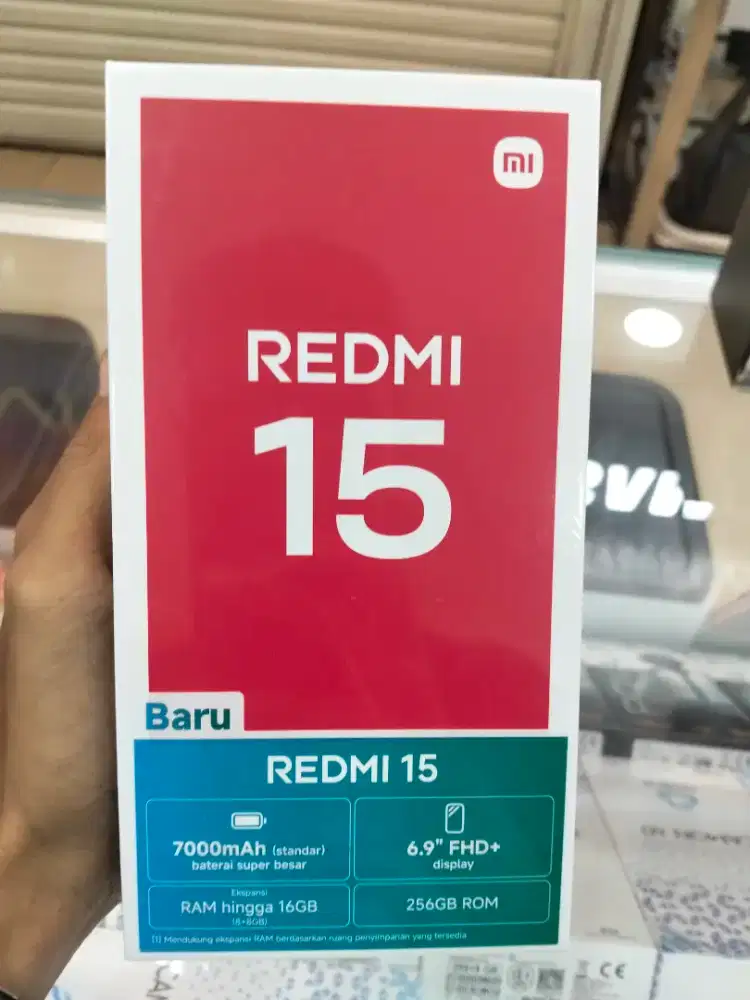 mi
REDMI
15
Baru
REDMI 15
7000mAh (standar)
baterai super besar
6.9" FHD+
display
Ekspansi
RAM hingga 16GB
(8+8GB)
256GB ROM
[1] Mendukung ekspansi RAM berdasarkan ruang penyimpanan yang tersedia
CE